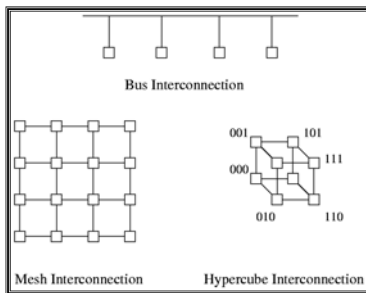 Bus Interconnection
001
101
111
000
010
110
Mesh Interconnection
Hypercube Interconnection